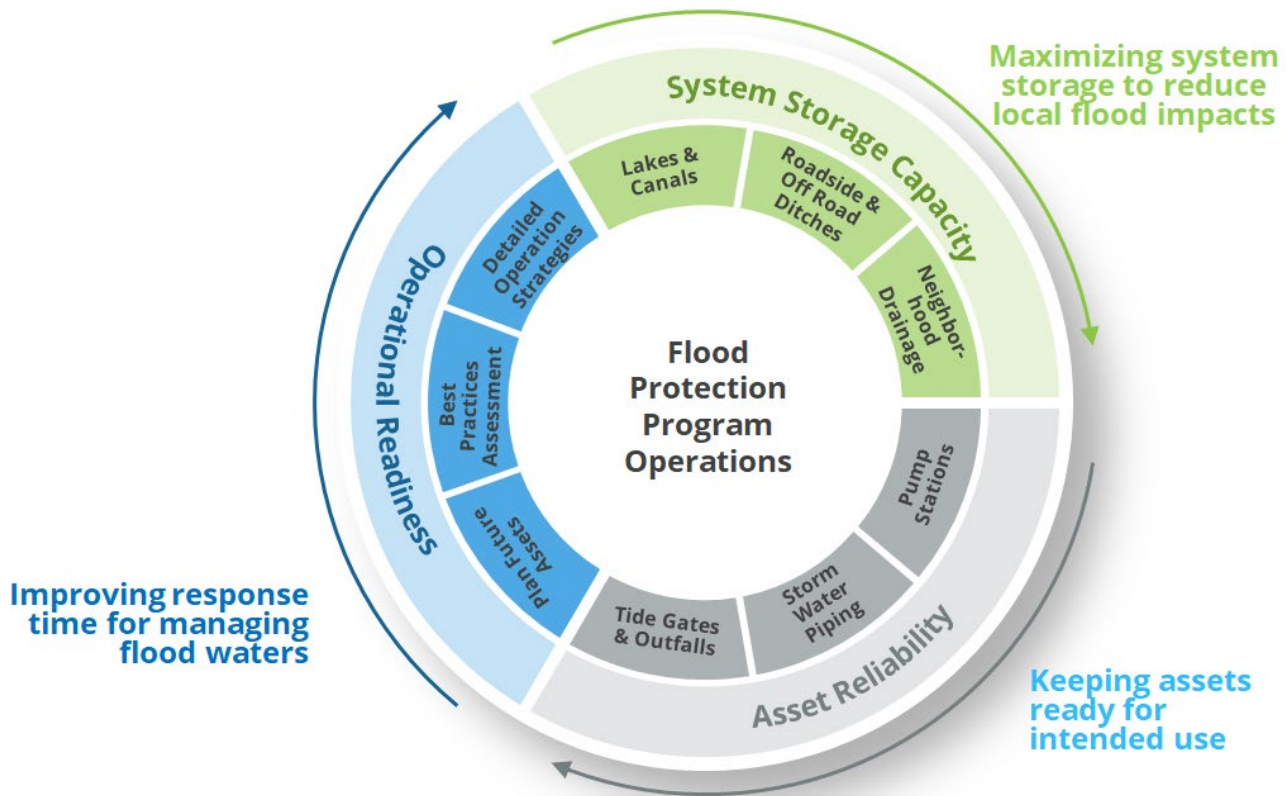 Maximizing system
storage to reduce
local flood impacts
System Storage Capacity
Lakes &
Canals
Roadside &
Off Road
Ditches
Neighbor-
hood
Drainage
Flood
Protection
Program
Operations
Pump
Stations
Storm
Water
Piping
Tide Gates
& Outfalls
Asset Reliability
Keeping assets
ready for
intended use
Operational Readiness
Detailed
Operation
Strategies
Best
Practices
Assessment
Plan Future
Assets
Improving response
time for managing
flood waters